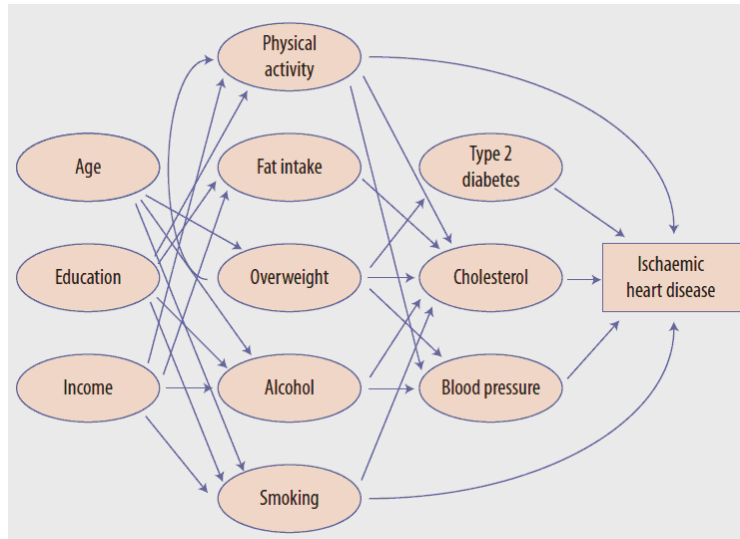 Physical
activity
Age
Fat intake
Type 2
diabetes
Education
Overweight
Cholesterol
Ischaemic
heart disease
Income
Alcohol
Blood pressure
Smoking